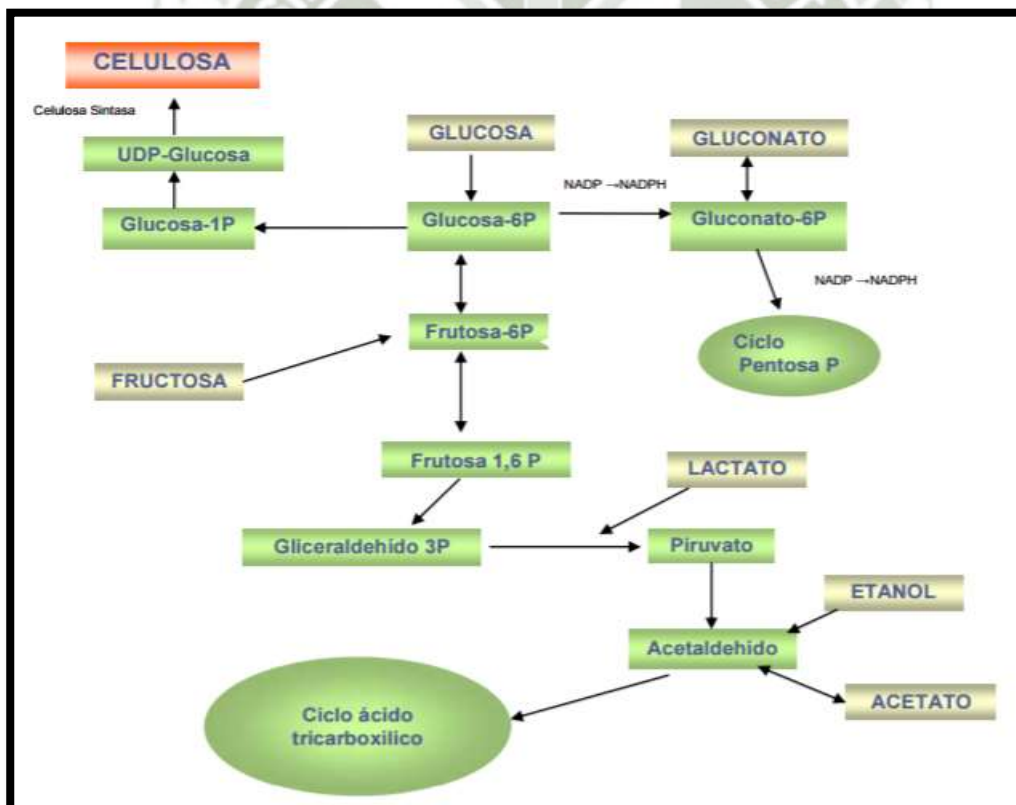 CELULOSA
Celulosa Sintasa
UDP-Glucosa
GLUCOSA
GLUCONATO
NADP →NADPH
Glucosa-1P
Glucosa-6P
Gluconato-6P
NADP →NADPH
Frutosa-6P
Ciclo
Pentosa P
FRUCTOSA
Frutosa 1,6 P
LACTATO
Gliceraldehido 3P
Piruvato
ETANOL
Acetaldehido
ACETATO
Ciclo ácido
tricarboxilico